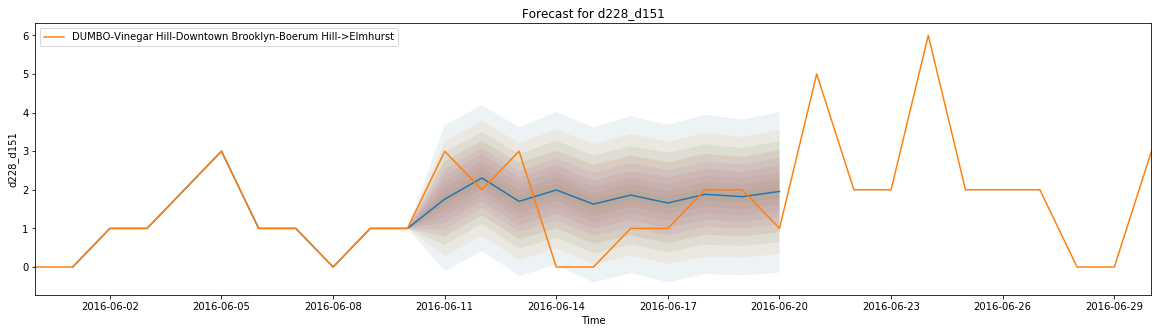 Forecast for d228_d151
DUMBO-Vinegar Hill-Downtown Brooklyn-Boerum Hill->Elmhurst
6
5
4
3
2
1
0
d228_d151
2016-06-02 2016-06-05 2016-06-08 2016-06-11 2016-06-14 2016-06-17 2016-06-20 2016-06-23 2016-06-26 2016-06-29
Time